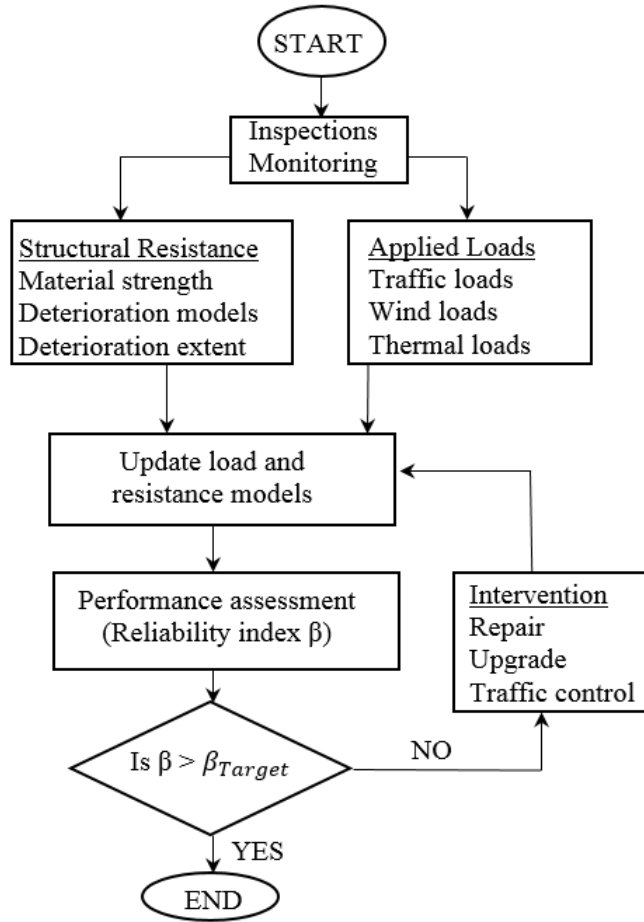 START
Inspections
Monitoring
Structural Resistance
Material strength
Deterioration models
Deterioration extent
Applied Loads
Traffic loads
Wind loads
Thermal loads
Update load and
resistance models
Performance assessment
(Reliability index β)
Intervention
Repair
Upgrade
Traffic control
Is β > β_Target
NO
YES
END